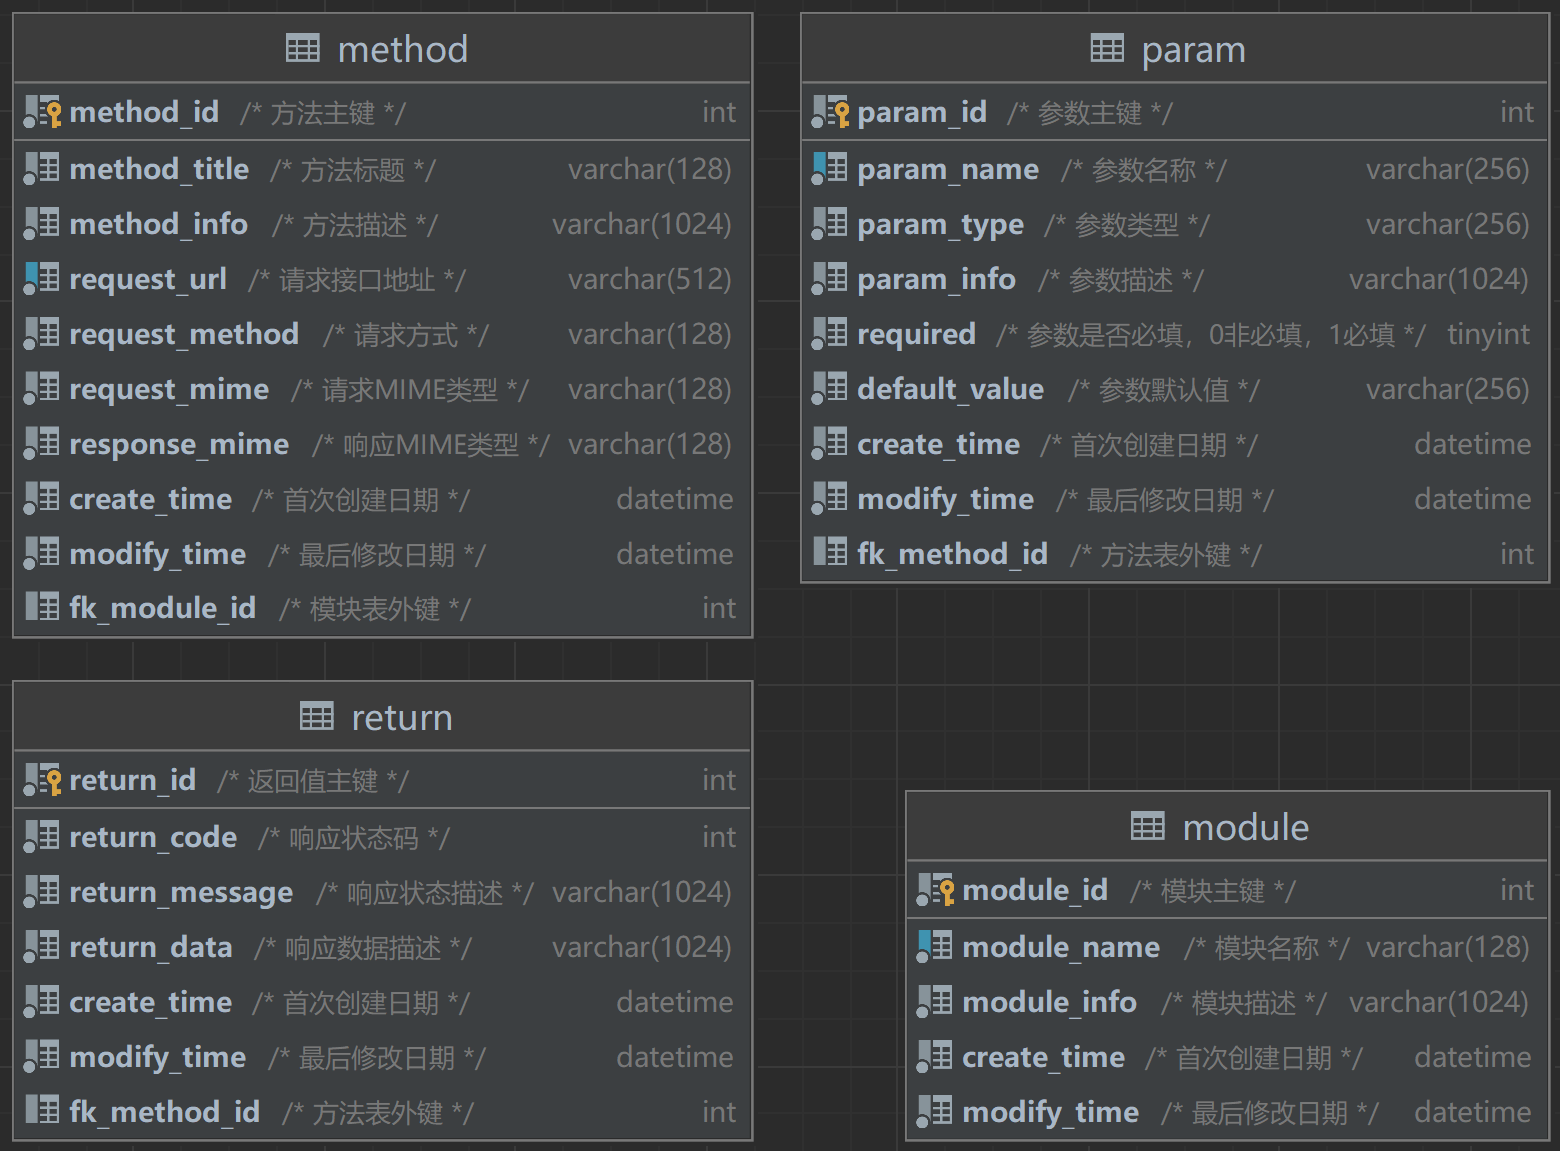 method
method_id /* 方法主键 */ int
method_title /* 方法标题 */ varchar(128)
method_info /* 方法描述 */ varchar(1024)
request_url /* 请求接口地址 */ varchar(512)
request_method /* 请求方式 */ varchar(128)
request_mime /* 请求MIME类型 */ varchar(128)
response_mime /* 响应MIME类型 */ varchar(128)
create_time /* 首次创建日期 */ datetime
modify_time /* 最后修改日期 */ datetime
fk_module_id /* 模块表外键 */ int
param
param_id /* 参数主键 */ int
param_name /* 参数名称 */ varchar(256)
param_type /* 参数类型 */ varchar(256)
param_info /* 参数描述 */ varchar(1024)
required /* 参数是否必填，0非必填，1必填 */ tinyint
default_value /* 参数默认值 */ varchar(256)
create_time /* 首次创建日期 */ datetime
modify_time /* 最后修改日期 */ datetime
fk_method_id /* 方法表外键 */ int
return
return_id /* 返回值主键 */ int
return_code /* 响应状态码 */ int
return_message /* 响应状态描述 */ varchar(1024)
return_data /* 响应数据描述 */ varchar(1024)
create_time /* 首次创建日期 */ datetime
modify_time /* 最后修改日期 */ datetime
fk_method_id /* 方法表外键 */ int
module
module_id /* 模块主键 */ int
module_name /* 模块名称 */ varchar(128)
module_info /* 模块描述 */ varchar(1024)
create_time /* 首次创建日期 */ datetime
modify_time /* 最后修改日期 */ datetime